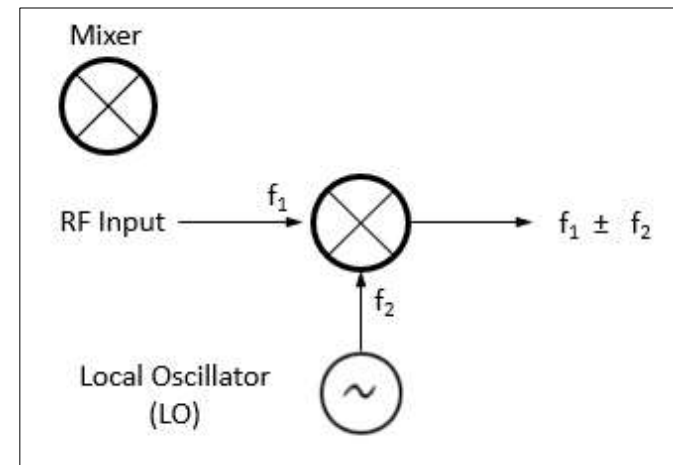 Mixer
RF Input
f₁
f₁ ± f₂
f₂
Local Oscillator
(LO)